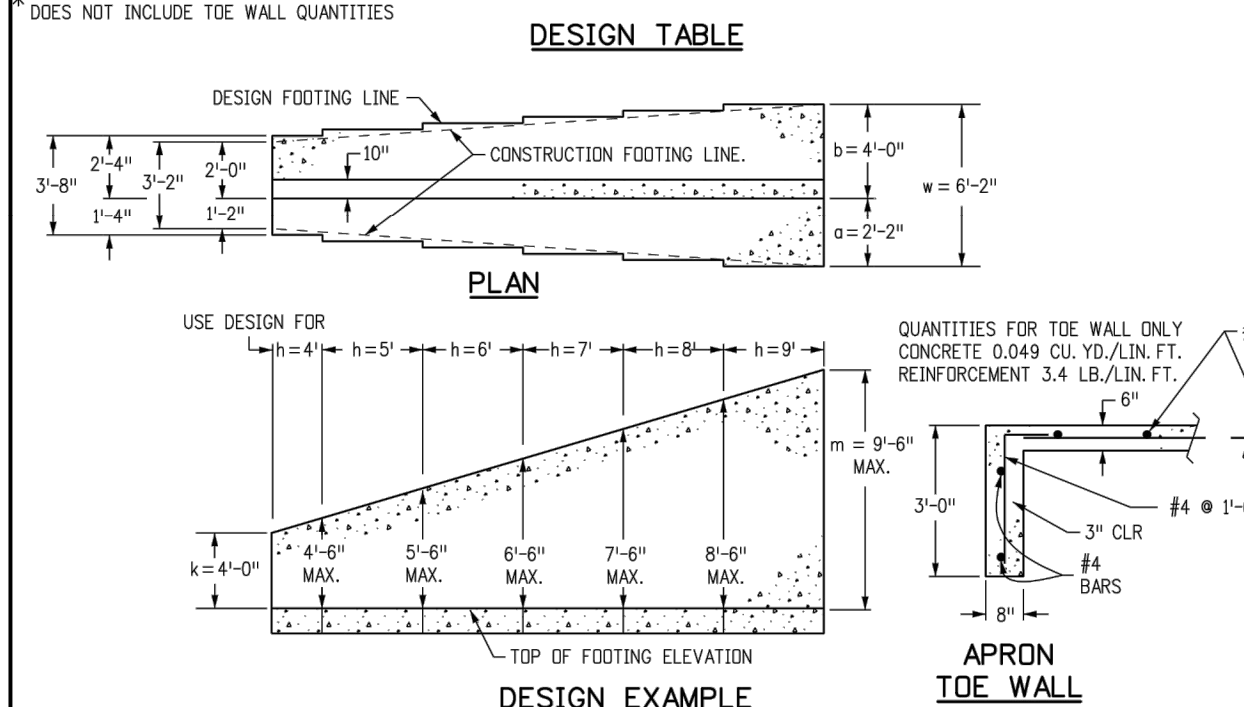 * DOES NOT INCLUDE TOE WALL QUANTITIES
DESIGN TABLE
DESIGN FOOTING LINE
10"
CONSTRUCTION FOOTING LINE.
3'-8"
2'-4"
1'-4"
3'-2"
2'-0"
1'-2"
b = 4'-0"
a = 2'-2"
w = 6'-2"
PLAN
USE DESIGN FOR
h = 4' h = 5' h = 6' h = 7' h = 8' h = 9'
k = 4'-0"
4'-6"
MAX.
5'-6"
MAX.
6'-6"
MAX.
7'-6"
MAX.
8'-6"
MAX.
m = 9'-6"
MAX.
TOP OF FOOTING ELEVATION
DESIGN EXAMPLE
QUANTITIES FOR TOE WALL ONLY
CONCRETE 0.049 CU. YD./LIN. FT.
REINFORCEMENT 3.4 LB./LIN. FT.
6"
3'-0"
#4 @ 1'-
3" CLR
#4
BARS
8"
APRON
TOE WALL